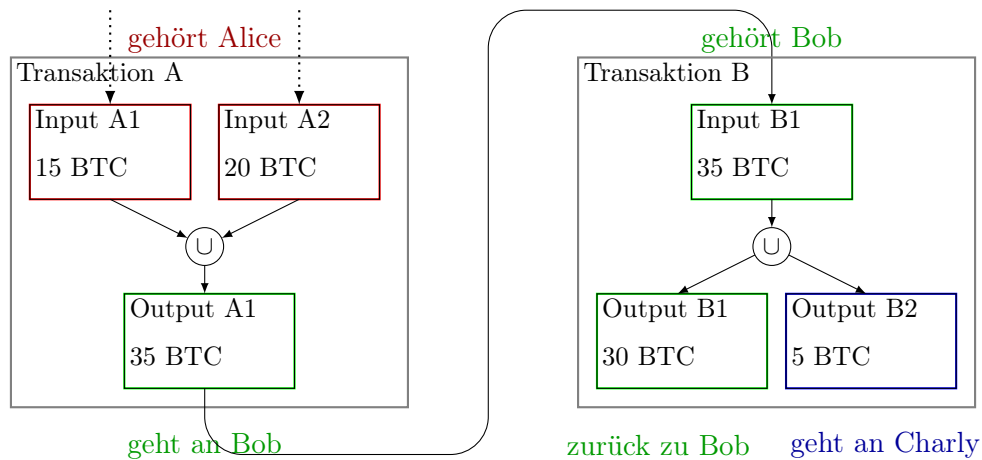 gehört Alice
Transaktion A
Input A1
15 BTC
Input A2
20 BTC
∪
Output A1
35 BTC
geht an Bob
gehört Bob
Transaktion B
Input B1
35 BTC
∪
Output B1
30 BTC
Output B2
5 BTC
zurück zu Bob
geht an Charly